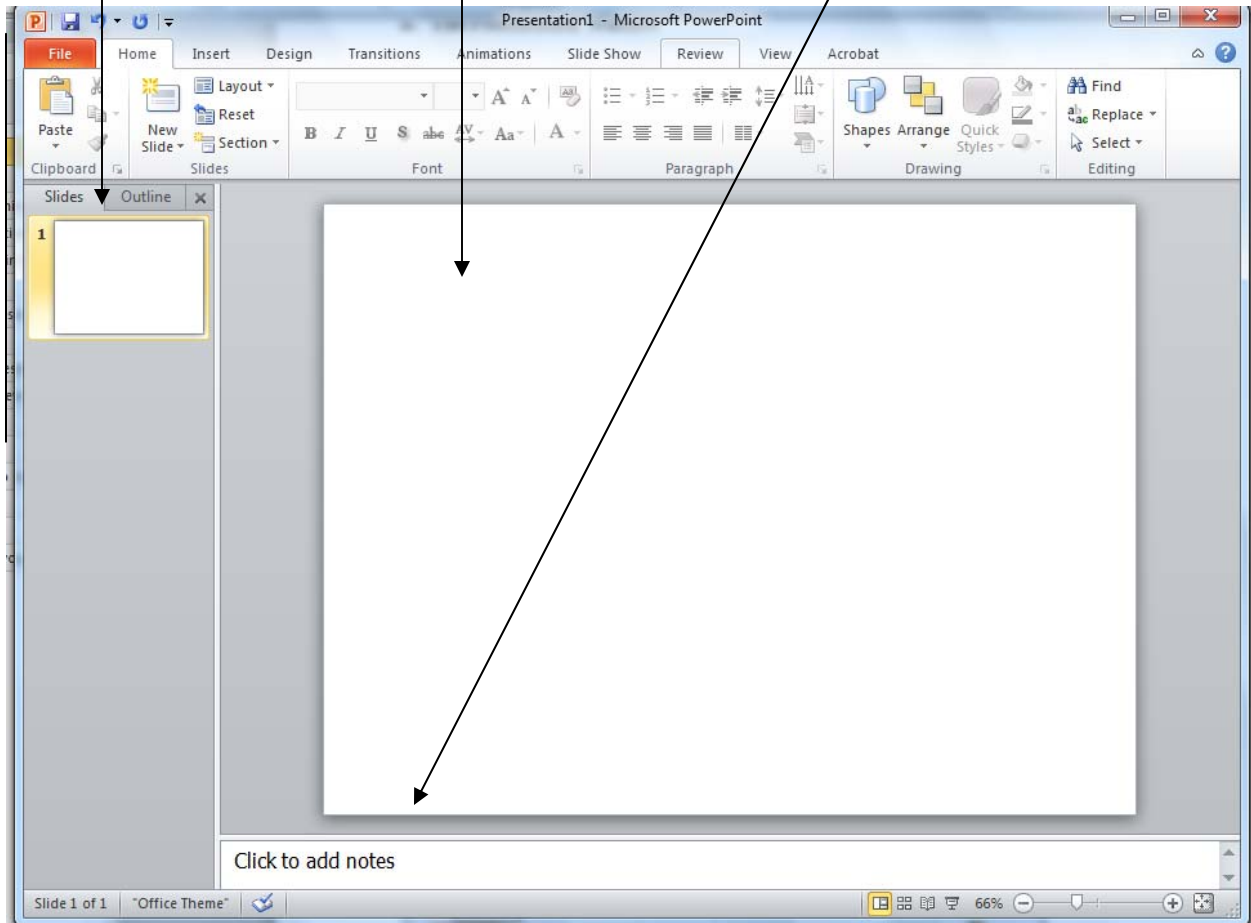 Presentation1 - Microsoft PowerPoint
File Home Insert Design Transitions Animations Slide Show Review View Acrobat
Paste
New Slide
Layout
Reset
Section
B I U S abc AV Aa A
Shapes Arrange Quick Styles
Find
Replace
Select
Clipboard Slides Font Paragraph Drawing Editing
Slides Outline
1
Click to add notes
Slide 1 of 1 "Office Theme" 66%